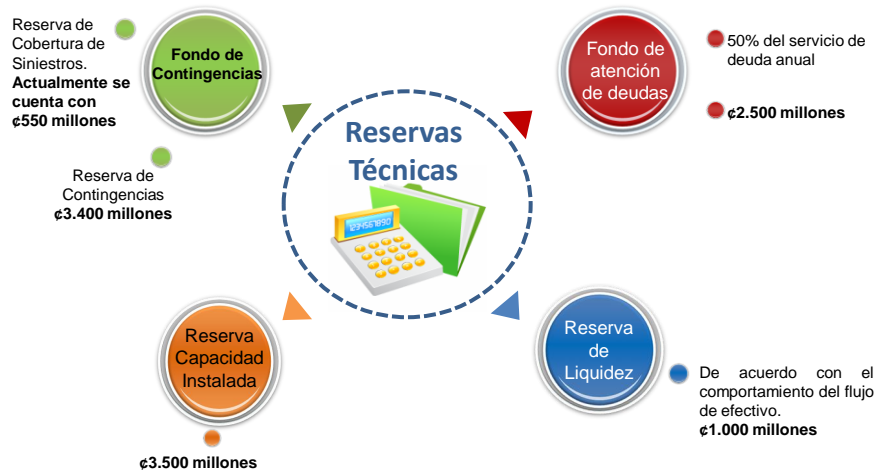 Reserva de
Cobertura de
Siniestros.
Actualmente se
cuenta con
¢550 millones
Fondo de
Contingencias
Reserva de
Contingencias
¢3.400 millones
Reservas
Técnicas
1234567890
Fondo de
atención
de deudas
50% del servicio de
deuda anual
¢2.500 millones
Reserva
Capacidad
Instalada
¢3.500 millones
Reserva
de
Liquidez
De acuerdo con el
comportamiento del flujo
de efectivo.
¢1.000 millones